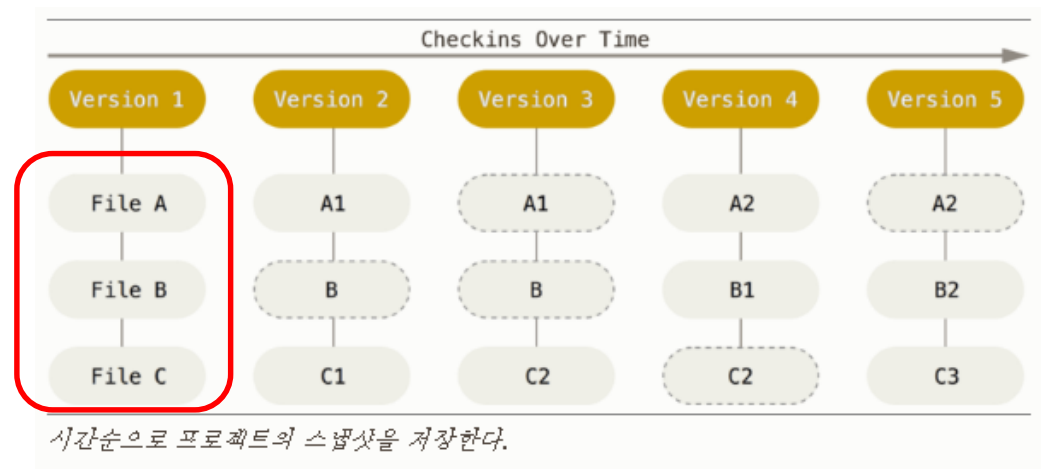 Checkins Over Time
Version 1 Version 2 Version 3 Version 4 Version 5
File A A1 A1 A2 A2
File B B B B1 B2
File C C1 C2 C2 C3
시간순으로 프로젝트의 스냅샷을 저장한다.